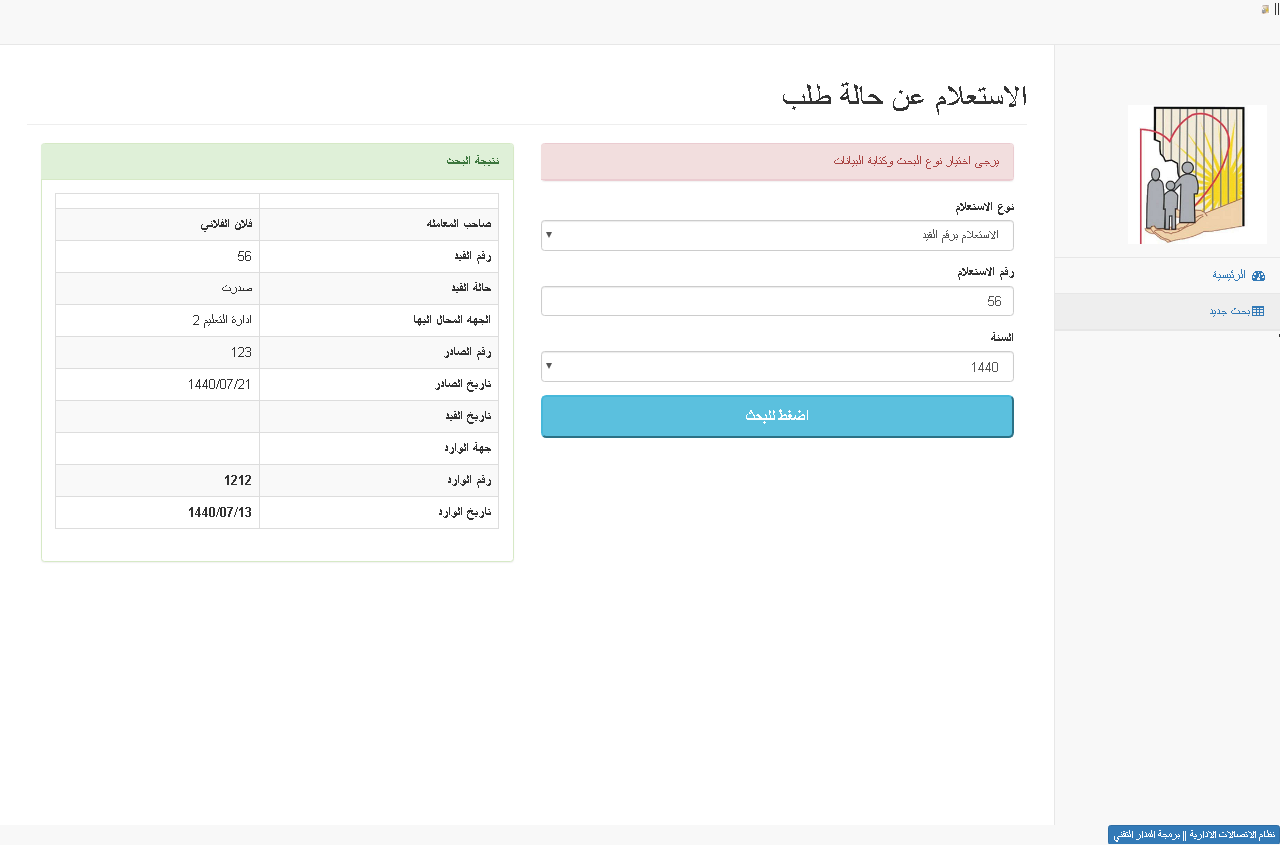 ||
الرئيسية
بحث جديد
الاستعلام عن حالة طلب
يرجى اختيار نوع البحث وكتابة البيانات
نوع الاستعلام
الاستعلام برقم القيد
رقم الاستعلام
56
السنة
1440
اضغط للبحث
نتيجة البحث
صاحب المعامله فلان الفلاني
رقم القيد 56
حالة القيد صدرت
الجهه المحال اليها ادارة التعليم 2
رقم الصادر 123
تاريخ الصادر 1440/07/21
تاريخ القيد
جهة الوارد
رقم الوارد 1212
تاريخ الوارد 1440/07/13
نظام الاتصالات الادارية || برمجة المدار التقني